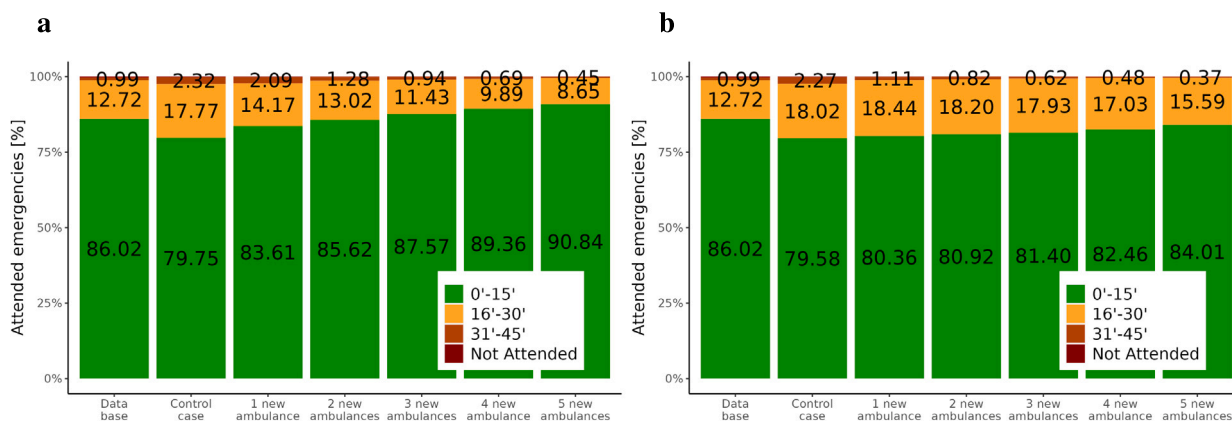 a
Attended emergencies [%]
100%
75%
50%
25%
0%
0.99 2.32 2.09 1.28 0.94 0.69 0.45
12.72 17.77 14.17 13.02 11.43 9.89 8.65
86.02 79.75 83.61 85.62 87.57 89.36 90.84
0'-15'
16'-30'
31'-45'
Not Attended
Data base
Control case
1 new ambulance
2 new ambulances
3 new ambulances
4 new ambulance
5 new ambulances
b
Attended emergencies [%]
100%
75%
50%
25%
0%
0.99 2.27 1.11 0.82 0.62 0.48 0.37
12.72 18.02 18.44 18.20 17.93 17.03 15.59
86.02 79.58 80.36 80.92 81.40 82.46 84.01
0'-15'
16'-30'
31'-45'
Not Attended
Data base
Control case
1 new ambulance
2 new ambulances
3 new ambulances
4 new ambulance
5 new ambulances